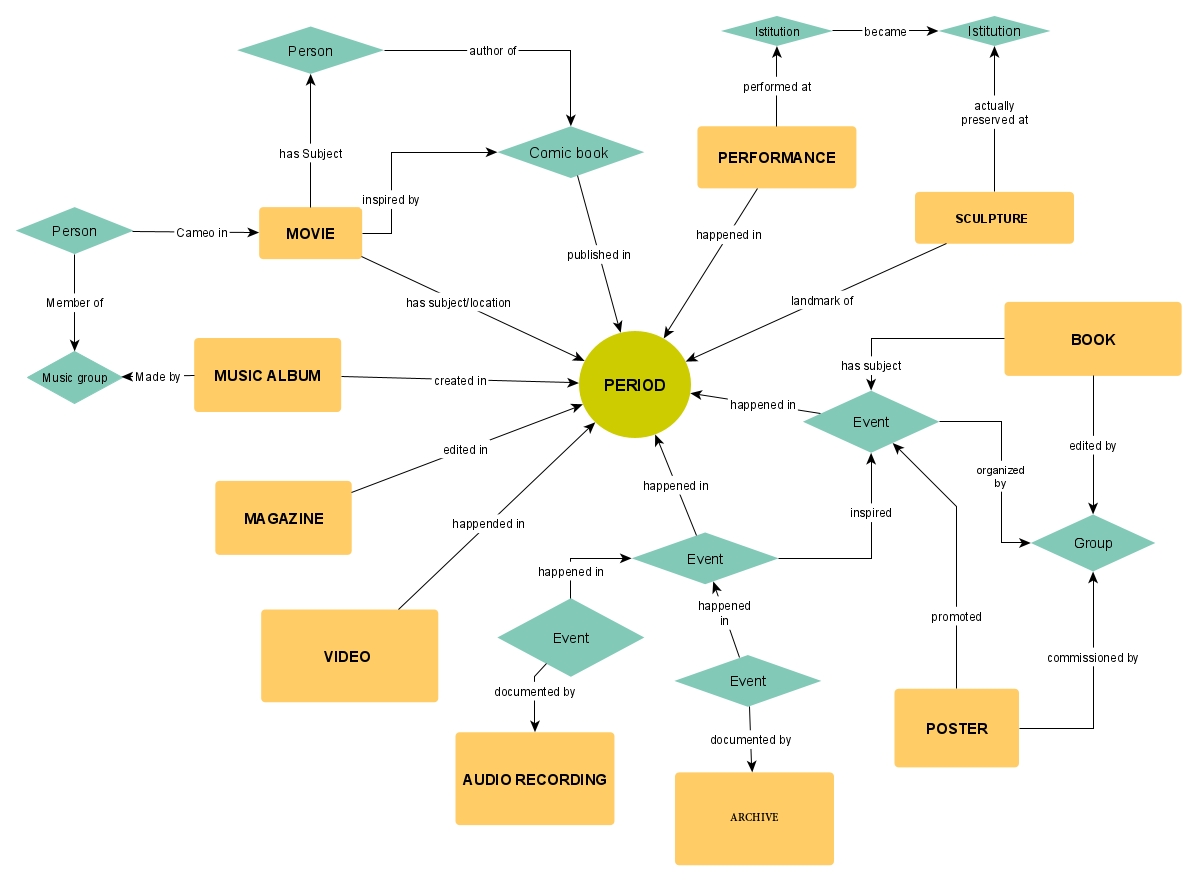 Person
author of
Istitution
became
Istitution
performed at
actually
preserved at
has Subject
Comic book
PERFORMANCE
inspired by
SCULPTURE
Person
Cameo in
MOVIE
happened in
published in
Member of
has subject/location
landmark of
BOOK
has subject
Music group
Made by
MUSIC ALBUM
created in
PERIOD
happened in
Event
edited in
edited by
organized
by
happened in
MAGAZINE
happended in
inspired
Group
Event
happened in
happened
in
promoted
Event
VIDEO
commissioned by
Event
documented by
POSTER
documented by
AUDIO RECORDING
ARCHIVE